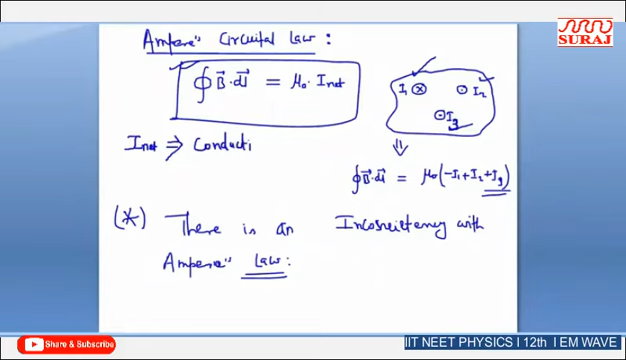 Ampere's Circuital Law :
∮ B⃗ · dl⃗ = μ₀ · Inet
I₁ ⊗ ⊙ I₂
⊙ I₃
Inet ⇒ Conducti
⇓
∮ B⃗ · dl⃗ = μ₀ (-I₁ + I₂ + I₃)
(*) There is an Inconsistency with
Ampere's Law :
SURAJ
Share & Subscribe
IIT NEET PHYSICS I 12th I EM WAVE